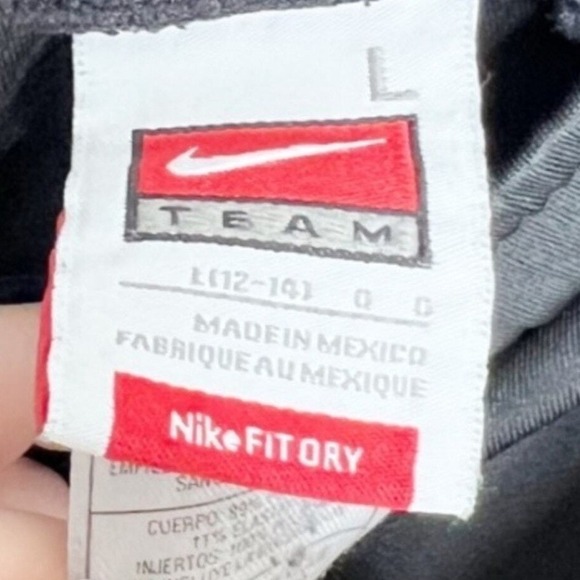 L
TEAM
L(12-14) G G
MADE IN MEXICO
FABRIQUE AU MEXIQUE
Nike FIT DRY
CUERPO
INJERTOS